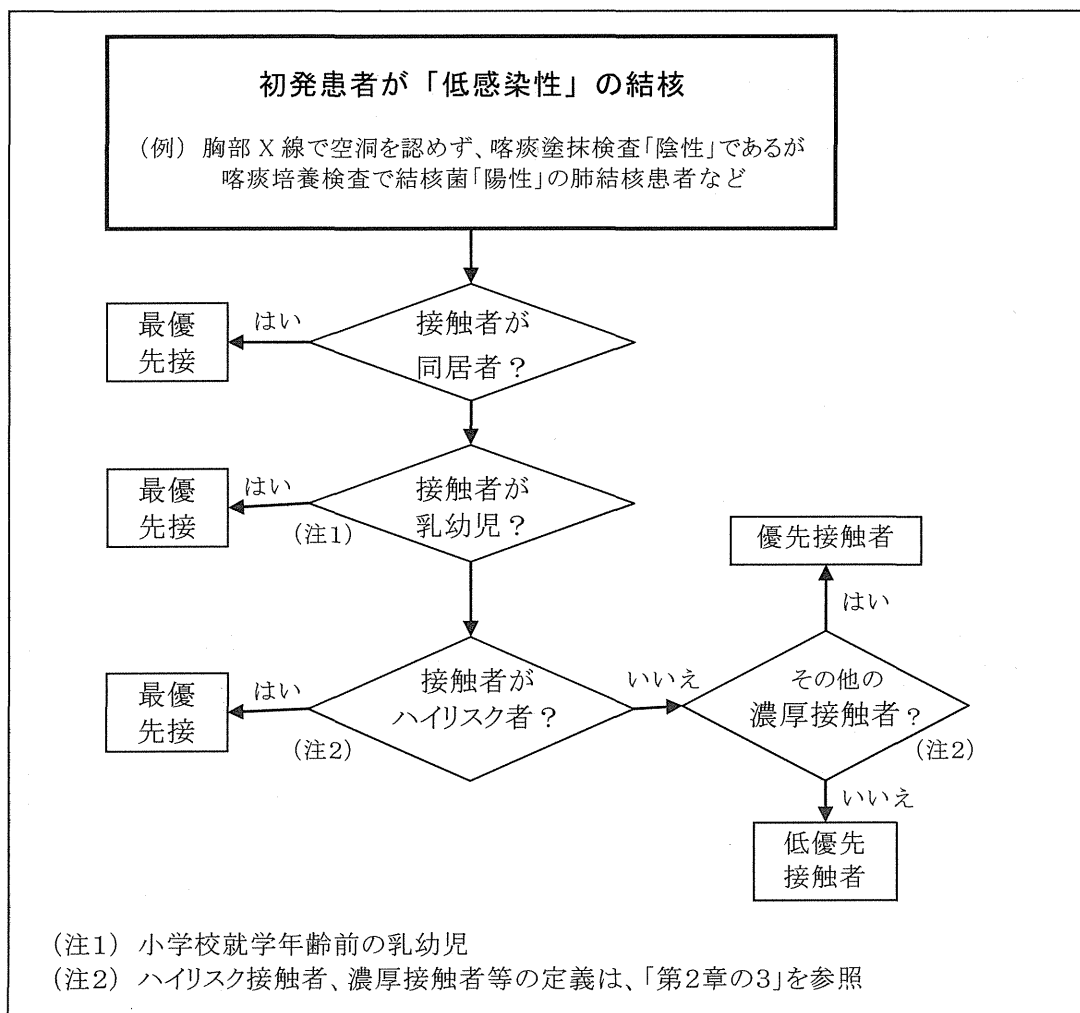 初発患者が「低感染性」の結核
（例）胸部 X 線で空洞を認めず、喀痰塗抹検査「陰性」であるが
喀痰培養検査で結核菌「陽性」の肺結核患者など
最優
先接
はい
接触者が
同居者？
最優
先接
はい
（注1）
接触者が
乳幼児？
優先接触者
はい
最優
先接
はい
（注2）
接触者が
ハイリスク者？
いいえ
その他の
濃厚接触者？
（注2）
いいえ
低優先
接触者
（注1）小学校就学年齢前の乳幼児
（注2）ハイリスク接触者、濃厚接触者等の定義は、「第2章の3」を参照